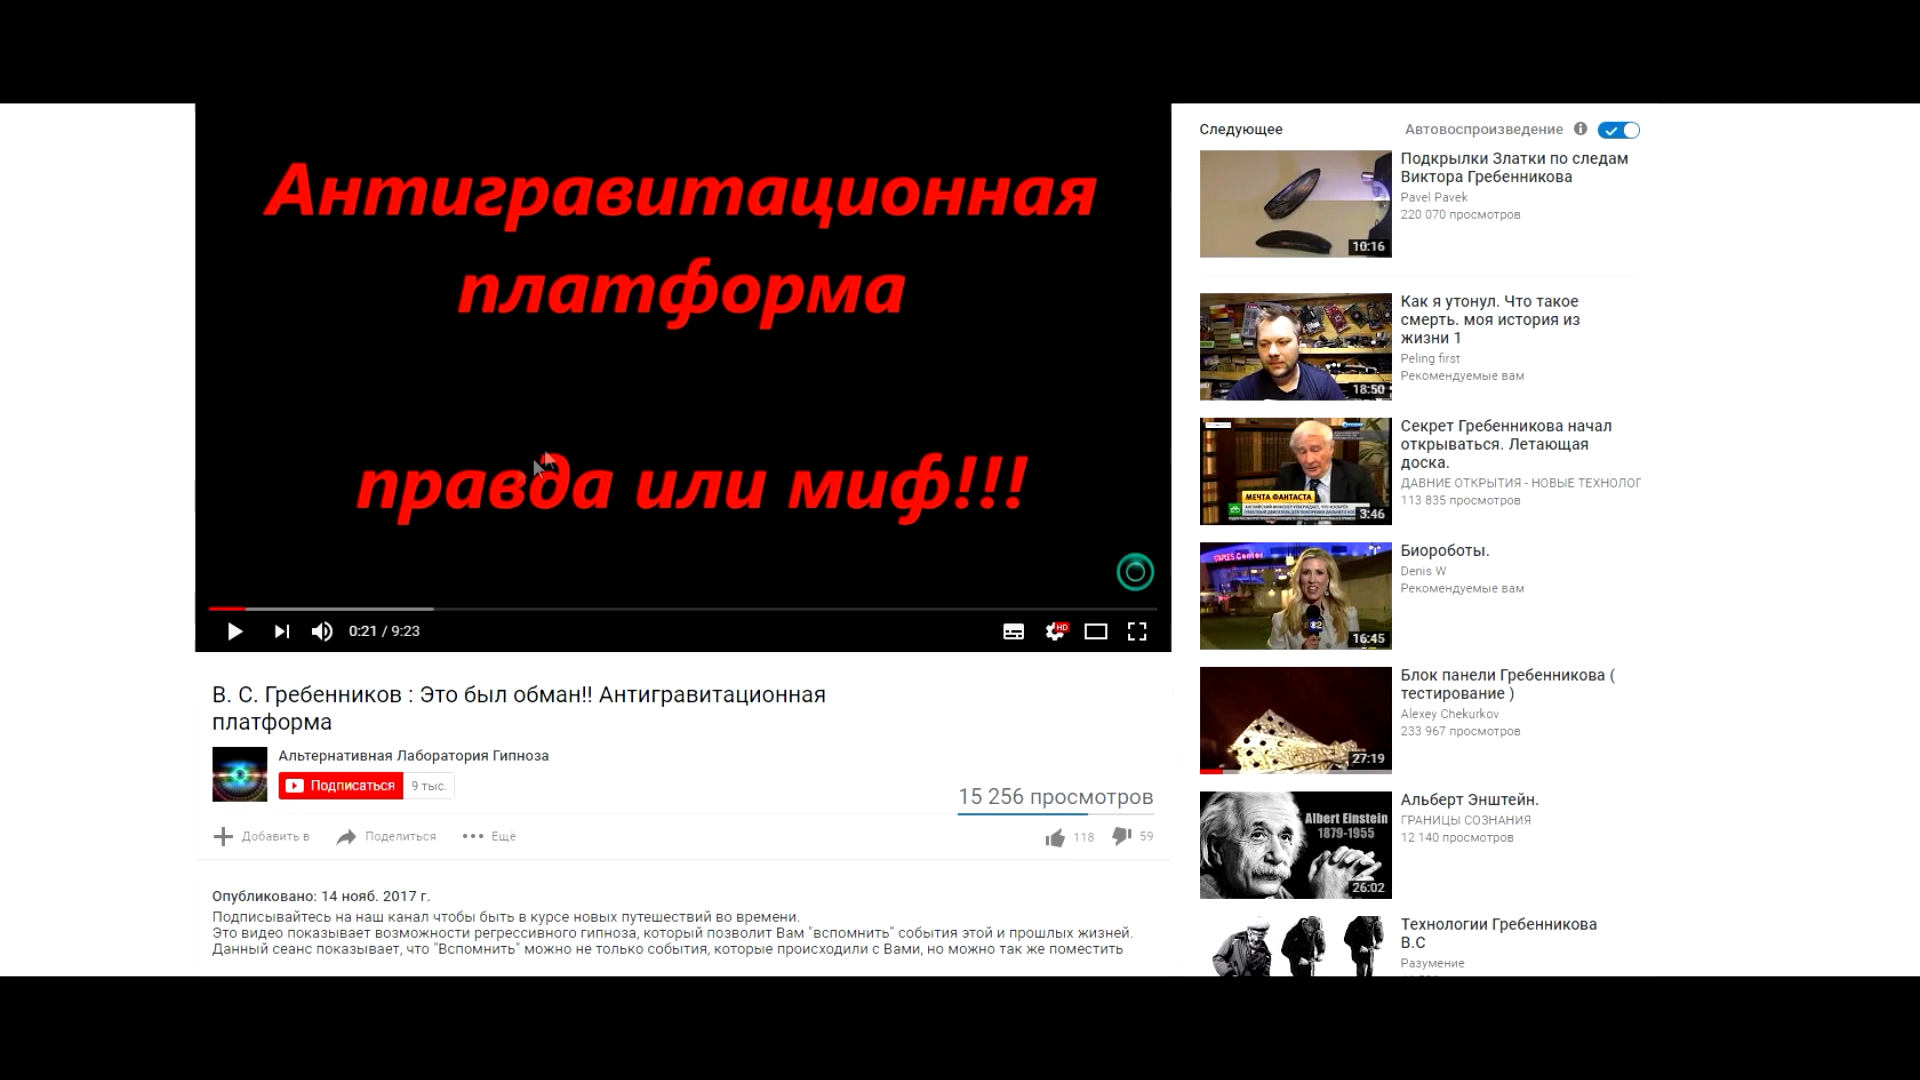 Антигравитационная
платформа
правда или миф!!!
HD
0:21 / 9:23
В. С. Гребенников : Это был обман!! Антигравитационная
платформа
Альтернативная Лаборатория Гипноза
Подписаться
9 тыс.
15 256 просмотров
Добавить в
Поделиться
Ещё
118
59
Опубликовано: 14 нояб. 2017 г.
Подписывайтесь на наш канал чтобы быть в курсе новых путешествий во времени.
Это видео показывает возможности регрессивного гипноза, который позволит Вам "вспомнить" события этой и прошлых жизней.
Данный сеанс показывает, что "Вспомнить" можно не только события, которые происходили с Вами, но можно так же поместить
Следующее
Автовоспроизведение
10:16
Подкрылки Златки по следам
Виктора Гребенникова
Pavel Pavek
220 070 просмотров
18:50
Как я утонул. Что такое
смерть. моя история из
жизни 1
Peling first
Рекомендуемые вам
МЕЧТА ФАНТАСТА
3:46
Секрет Гребенникова начал
открываться. Летающая
доска.
ДАВНИЕ ОТКРЫТИЯ - НОВЫЕ ТЕХНОЛОГ
113 835 просмотров
STAPLES Center
16:45
Биороботы.
Denis W
Рекомендуемые вам
27:19
Блок панели Гребенникова (
тестирование )
Alexey Chekurkov
233 967 просмотров
Albert Einstein
1879-1955
26:02
Альберт Энштейн.
ГРАНИЦЫ СОЗНАНИЯ
12 140 просмотров
Технологии Гребенникова
В.С
Разумение